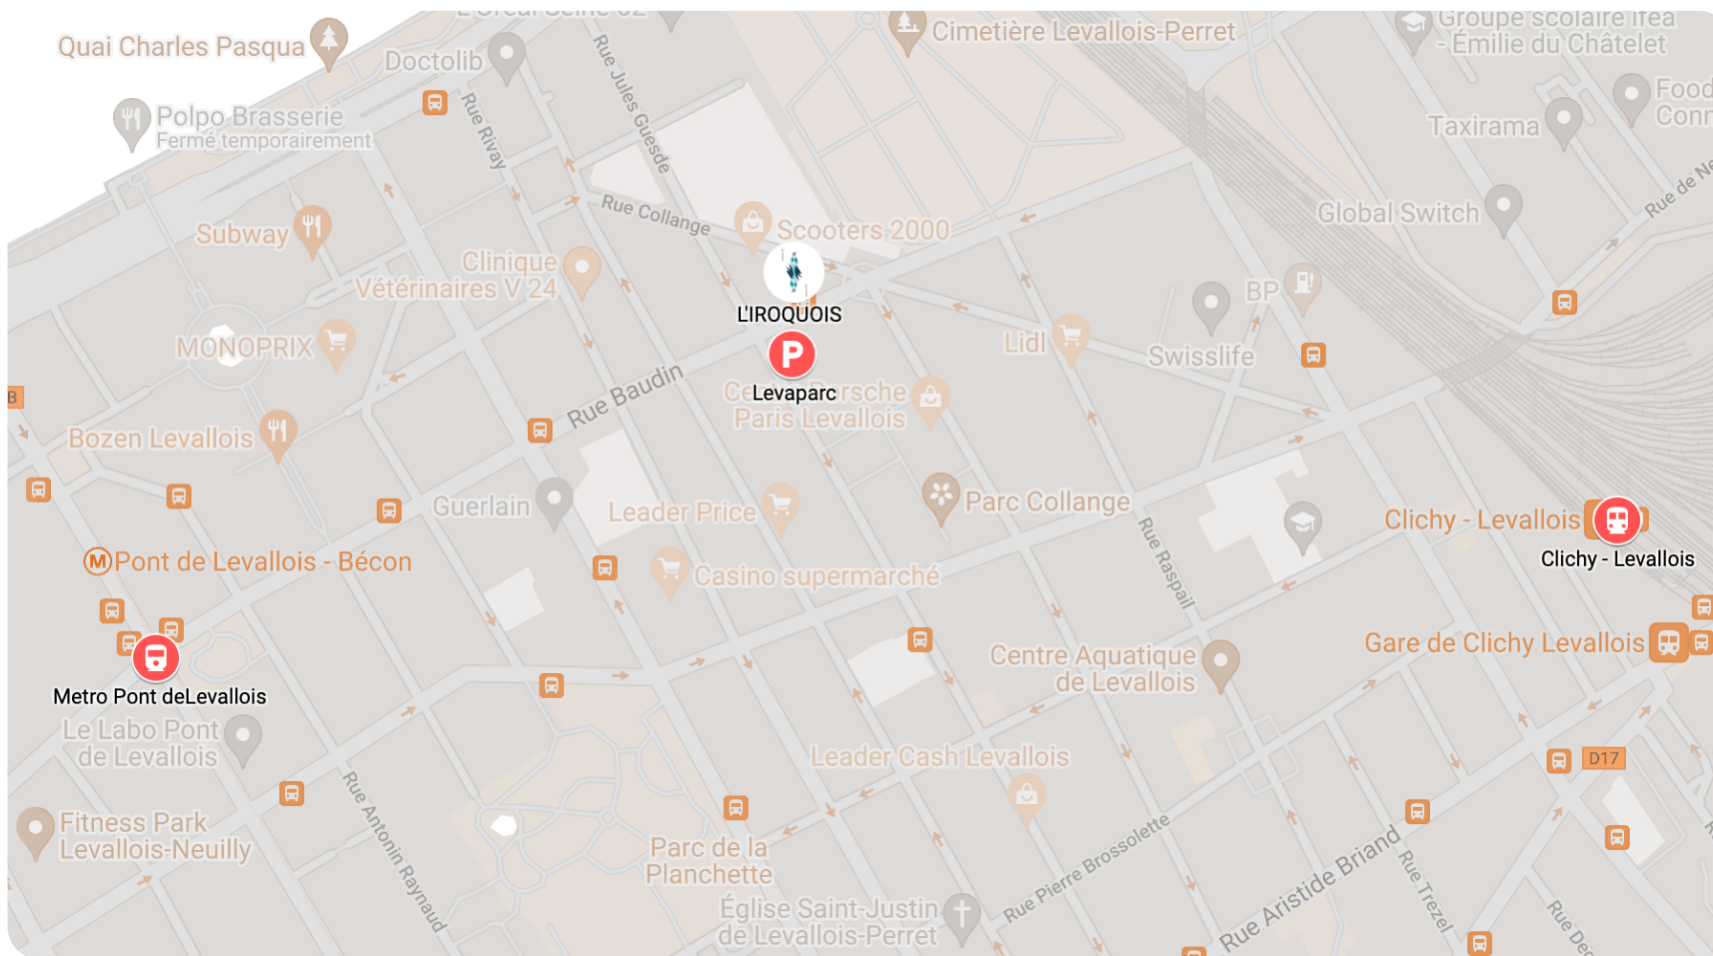 L'Oréal Seine 62
Groupe scolaire Ifea
- Émilie du Châtelet
Quai Charles Pasqua
Doctolib
Rue Jules Guesde
Cimetière Levallois-Perret
Food
Conn
Polpo Brasserie
Fermé temporairement
Rue Rivay
Taxirama
Rue de Ne
Subway
Rue Collange
Scooters 2000
Global Switch
Clinique
Vétérinaires V 24
BP
L'IROQUOIS
MONOPRIX
Lidl
Swisslife
P
Levaparc
B
Rue Baudin
Paris Levallois
Bozen Levallois
Guerlain
Leader Price
Parc Collange
Clichy - Levallois
Clichy - Levallois
M
Pont de Levallois - Bécon
Casino supermarché
Rue Raspail
Gare de Clichy Levallois
Centre Aquatique
de Levallois
Metro Pont deLevallois
Le Labo Pont
de Levallois
Leader Cash Levallois
D17
Fitness Park
Levallois-Neuilly
Rue Antonin Raynaud
Parc de la
Planchette
Rue Pierre Brossolette
Rue Aristide Briand
Rue Trezel
Église Saint-Justin
de Levallois-Perret
Rue Dec